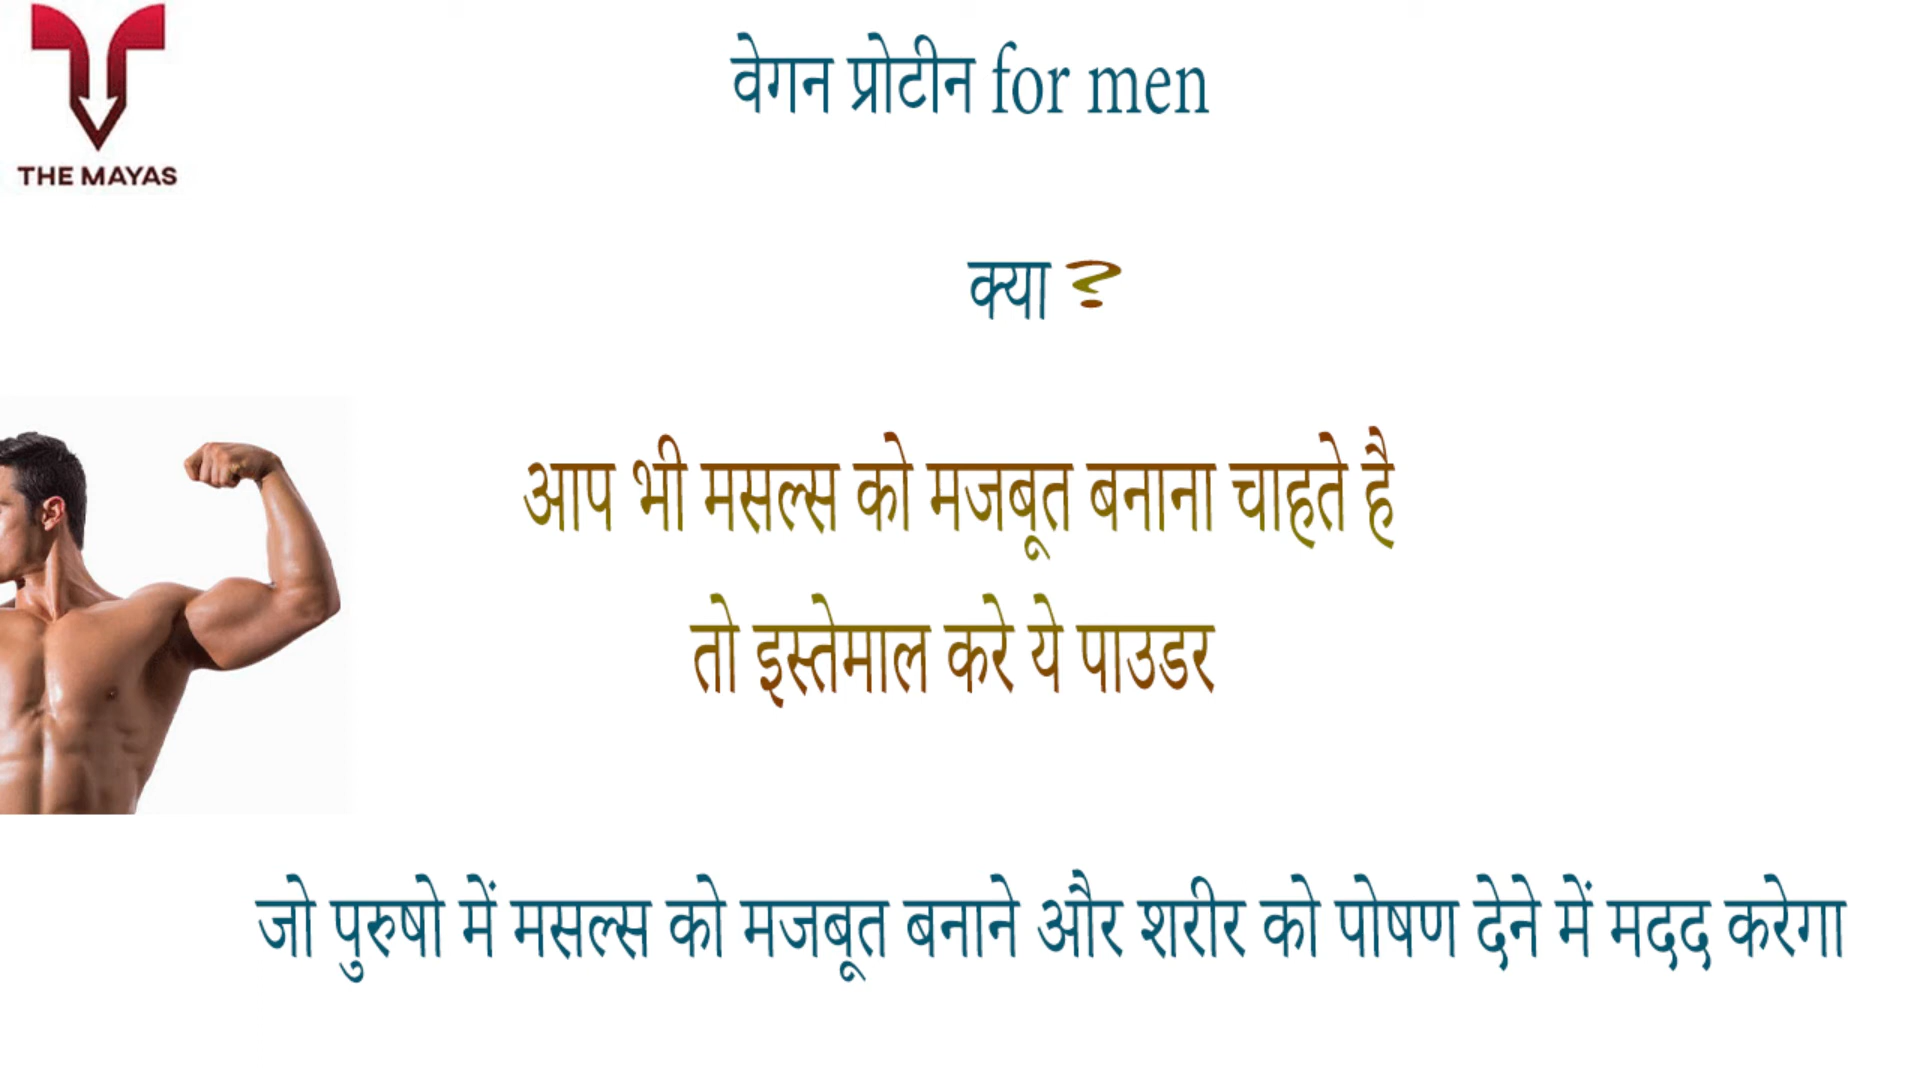 THE MAYAS
वेगन प्रोटीन for men
क्या ?
आप भी मसल्स को मजबूत बनाना चाहते है
तो इस्तेमाल करे ये पाउडर
जो पुरुषो में मसल्स को मजबूत बनाने और शरीर को पोषण देने में मदद करेगा